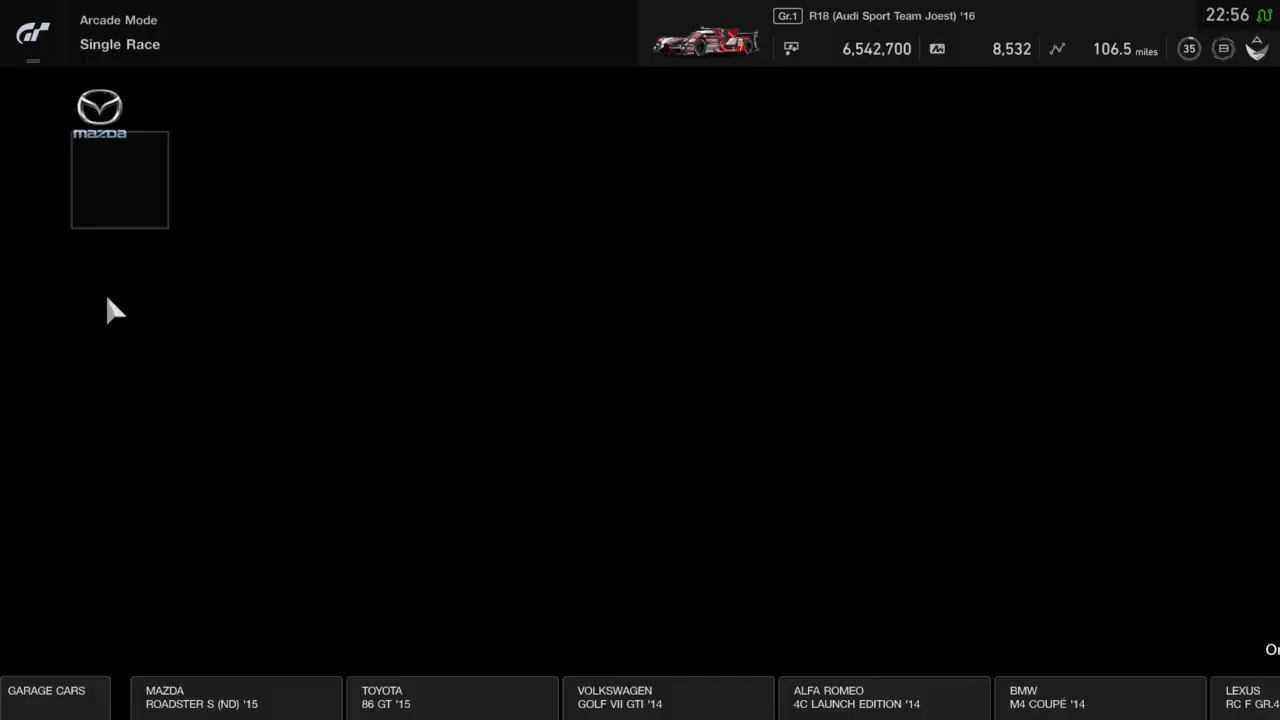 Arcade Mode
Single Race
Gr.1 R18 (Audi Sport Team Joest) '16
22:56
6,542,700
8,532
106.5 miles
35
B
mazda
GARAGE CARS
MAZDA
ROADSTER S (ND) '15
TOYOTA
86 GT '15
VOLKSWAGEN
GOLF VII GTI '14
ALFA ROMEO
4C LAUNCH EDITION '14
BMW
M4 COUPÉ '14
LEXUS
RC F GR.4